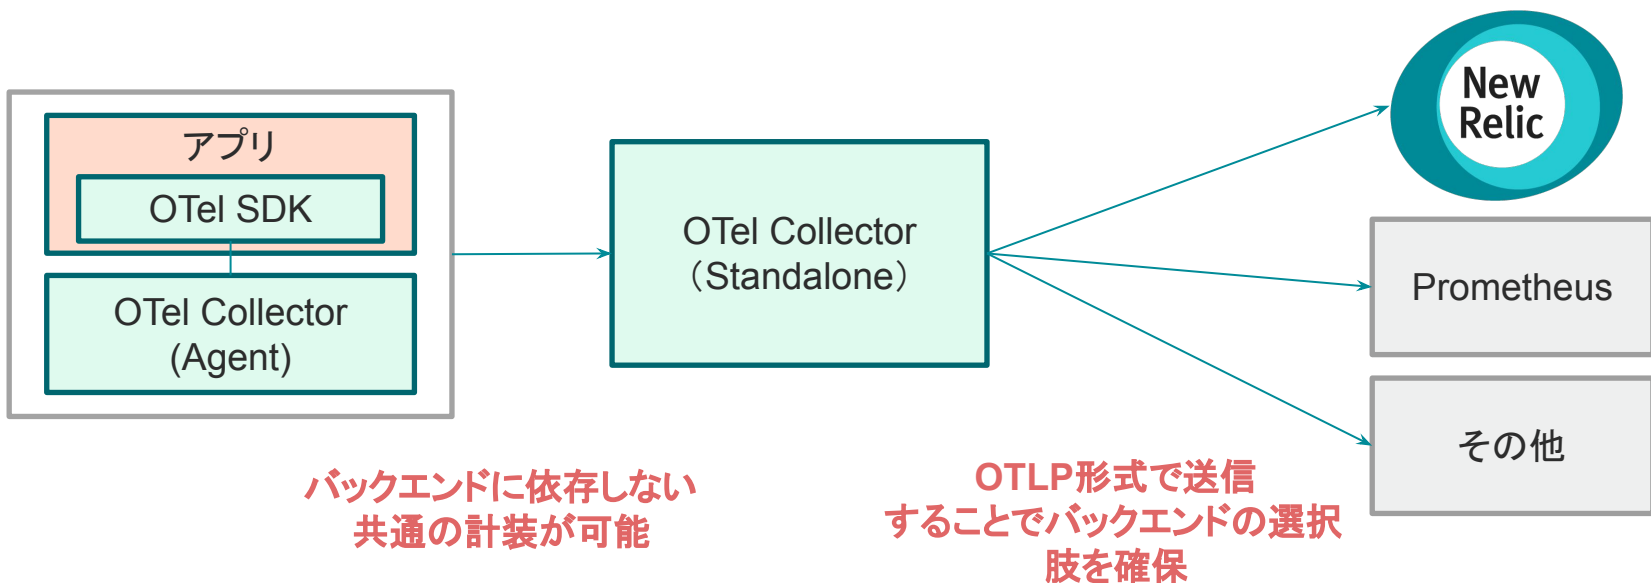 アプリ
OTel SDK
OTel Collector
(Agent)
OTel Collector
（Standalone）
New
Relic
Prometheus
その他
バックエンドに依存しない
共通の計装が可能
OTLP形式で送信
することでバックエンドの選択
肢を確保